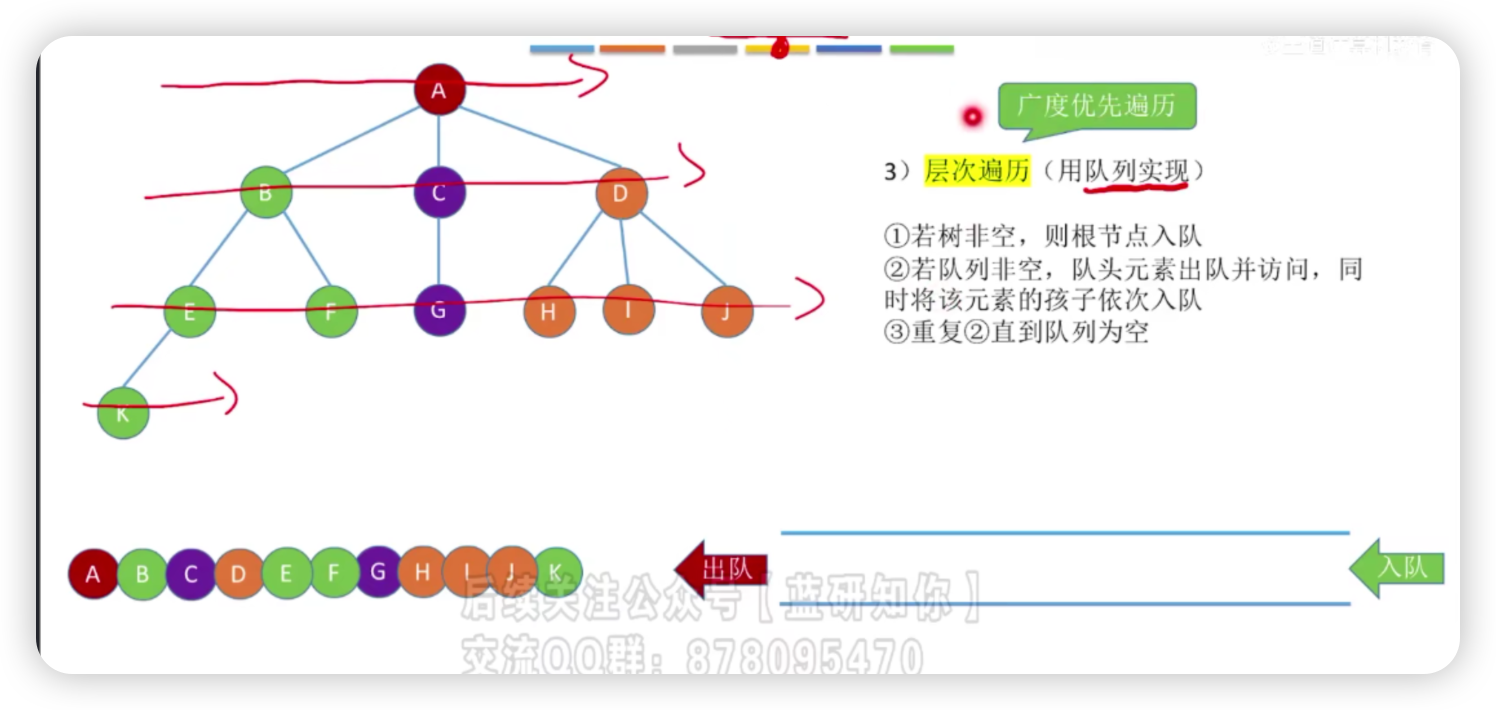 广度优先遍历
A
3）层次遍历（用队列实现）
B C D
①若树非空，则根节点入队
②若队列非空，队头元素出队并访问，同
时将该元素的孩子依次入队
③重复②直到队列为空
E F G H I J
K
A B C D E F G H I J K
出队
入队
后续关注公众号【蓝研知你】
交流QQ群：878095470